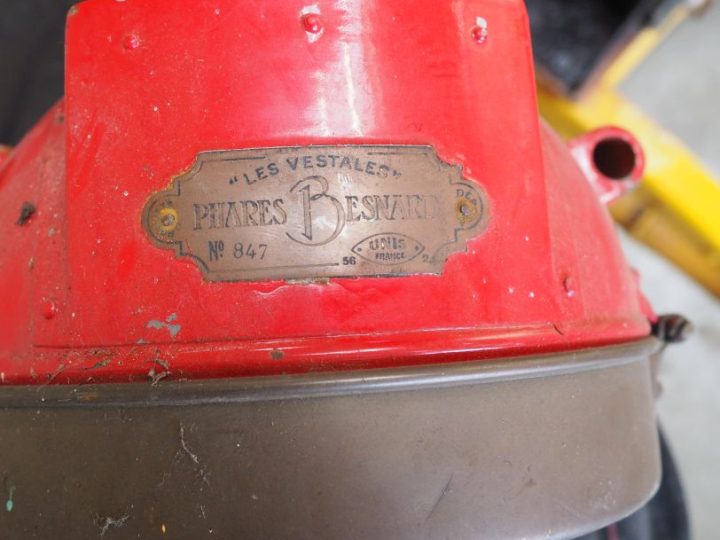 "LES VESTALES"
PHARES BESNARD
No 847
UNIS
FRANCE
56